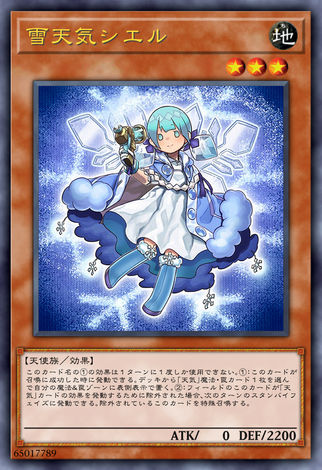 雪天気シエル
地
【天使族／効果】
このカード名の①の効果は１ターンに１度しか使用できない。①：このカードが
召喚に成功した時に発動できる。デッキから「天気」魔法・罠カード１枚を選ん
で自分の魔法&罠ゾーンに表側表示で置く。②：フィールドのこのカードが「天
気」カードの効果を発動するために除外された場合、次のターンのスタンバイフ
ェイズに発動できる。除外されているこのカードを特殊召喚する。
ATK/ 0 DEF/2200
65017789